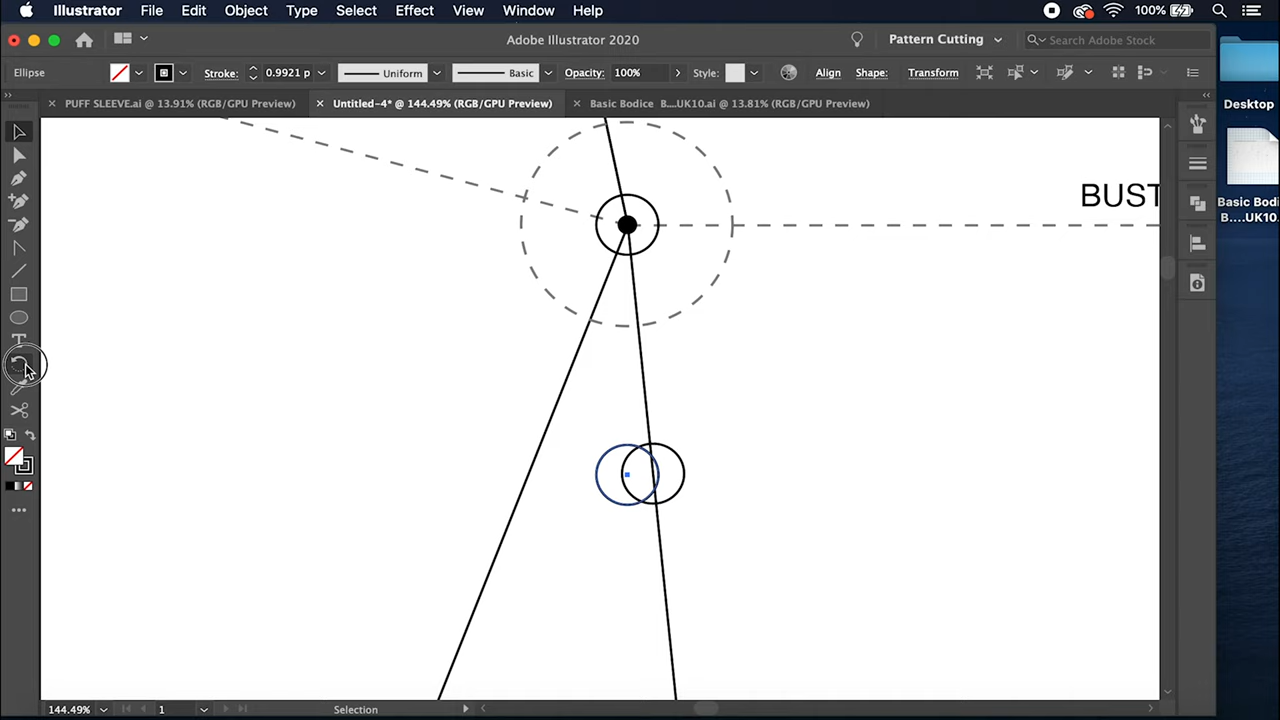 Illustrator File Edit Object Type Select Effect View Window Help 100%
Adobe Illustrator 2020 Pattern Cutting Search Adobe Stock
Ellipse Stroke: 0.9921 p Uniform Basic Opacity: 100% Style: Align Shape: Transform
PUFF SLEEVE.ai @ 13.91% (RGB/GPU Preview) Untitled-4* @ 144.49% (RGB/GPU Preview) Basic Bodice B...UK10.ai @ 13.81% (RGB/GPU Preview)
Desktop
BUST
Basic Bodi
B....UK10
144.49% 1 Selection